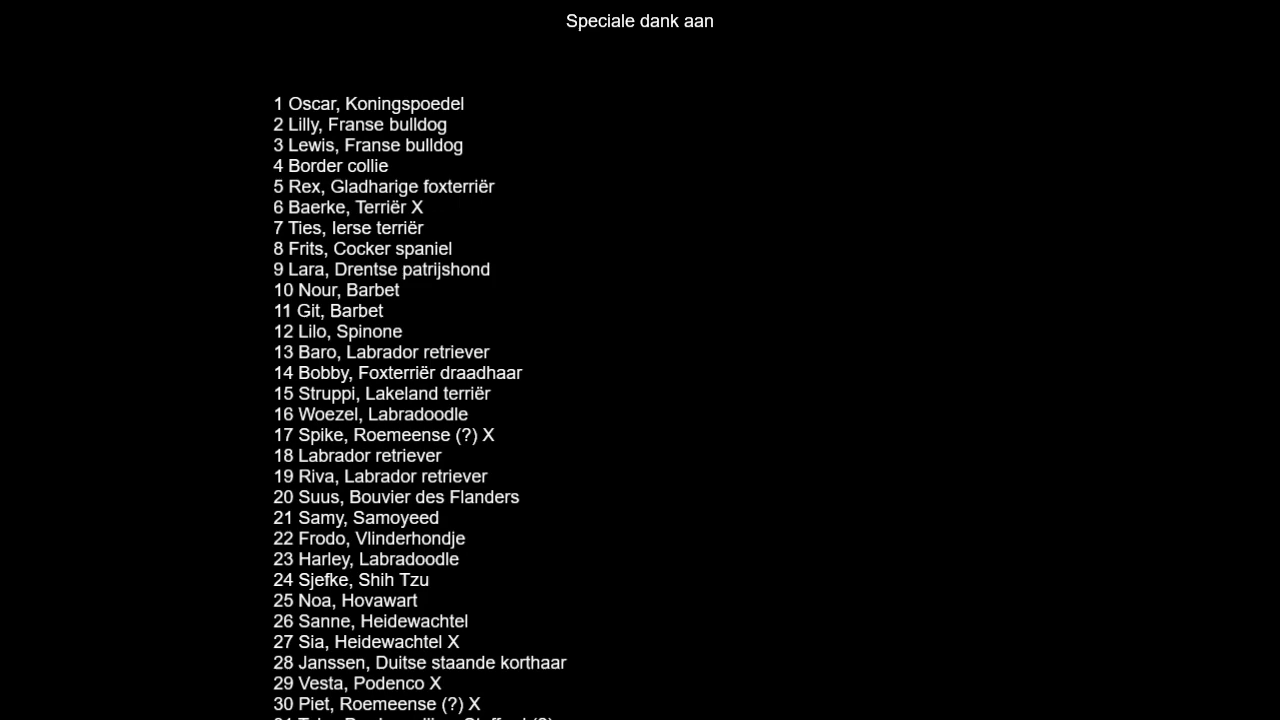 Speciale dank aan
1 Oscar, Koningspoedel
2 Lilly, Franse bulldog
3 Lewis, Franse bulldog
4 Border collie
5 Rex, Gladharige foxterriër
6 Baerke, Terriër X
7 Ties, Ierse terriër
8 Frits, Cocker spaniel
9 Lara, Drentse patrijshond
10 Nour, Barbet
11 Git, Barbet
12 Lilo, Spinone
13 Baro, Labrador retriever
14 Bobby, Foxterriër draadhaar
15 Struppi, Lakeland terriër
16 Woezel, Labradoodle
17 Spike, Roemeense (?) X
18 Labrador retriever
19 Riva, Labrador retriever
20 Suus, Bouvier des Flanders
21 Samy, Samoyeed
22 Frodo, Vlinderhondje
23 Harley, Labradoodle
24 Sjefke, Shih Tzu
25 Noa, Hovawart
26 Sanne, Heidewachtel
27 Sia, Heidewachtel X
28 Janssen, Duitse staande korthaar
29 Vesta, Podenco X
30 Piet, Roemeense (?) X